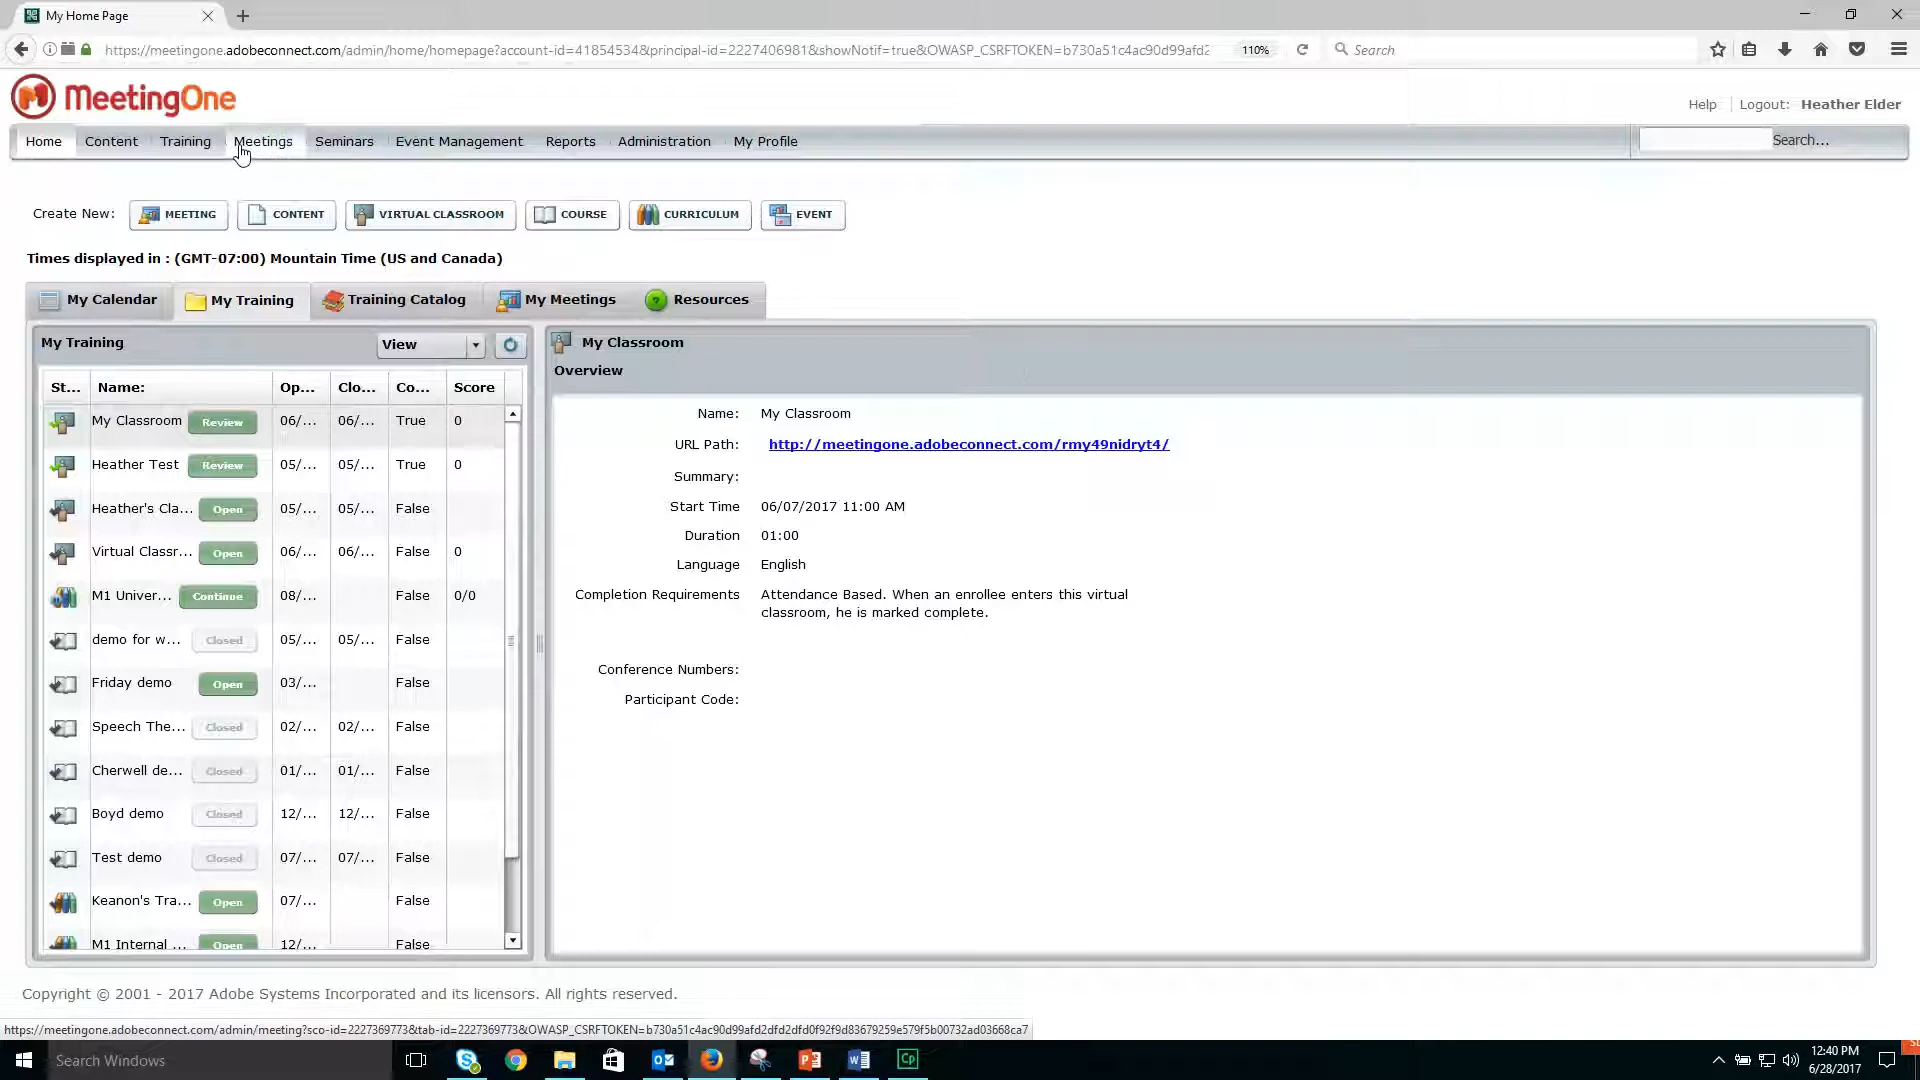 My Home Page
https://meetingone.adobeconnect.com/admin/home/homepage?account-id=41854534&principal-id=2227406981&showNotif=true&OWASP_CSRFTOKEN=b730a51c4ac90d99afd2
110%
Search
MeetingOne
Help
Logout: Heather Elder
Home Content Training Meetings Seminars Event Management Reports Administration My Profile
Search...
Create New: MEETING CONTENT VIRTUAL CLASSROOM COURSE CURRICULUM EVENT
Times displayed in : (GMT-07:00) Mountain Time (US and Canada)
My Calendar My Training Training Catalog My Meetings Resources
My Training View
St... Name: Op... Clo... Co... Score
My Classroom Review 06/... 06/... True 0
Heather Test Review 05/... 05/... True 0
Heather's Cla... Open 05/... 05/... False
Virtual Classr... Open 06/... 06/... False 0
M1 Univer... Continue 08/... False 0/0
demo for w... Closed 05/... 05/... False
Friday demo Open 03/... False
Speech The... Closed 02/... 02/... False
Cherwell de... Closed 01/... 01/... False
Boyd demo Closed 12/... 12/... False
Test demo Closed 07/... 07/... False
Keanon's Tra... Open 07/... False
M1 Internal ... Open 12/... False
My Classroom
Overview
Name: My Classroom
URL Path: http://meetingone.adobeconnect.com/rmy49nidryt4/
Summary:
Start Time 06/07/2017 11:00 AM
Duration 01:00
Language English
Completion Requirements Attendance Based. When an enrollee enters this virtual
classroom, he is marked complete.
Conference Numbers:
Participant Code:
Copyright © 2001 - 2017 Adobe Systems Incorporated and its licensors. All rights reserved.
https://meetingone.adobeconnect.com/admin/meeting?sco-id=2227369773&tab-id=2227369773&OWASP_CSRFTOKEN=b730a51c4ac90d99afd2dfd2dfd0f92f9d83679259e579f5b00732ad03668ca7
Search Windows
12:40 PM
6/28/2017